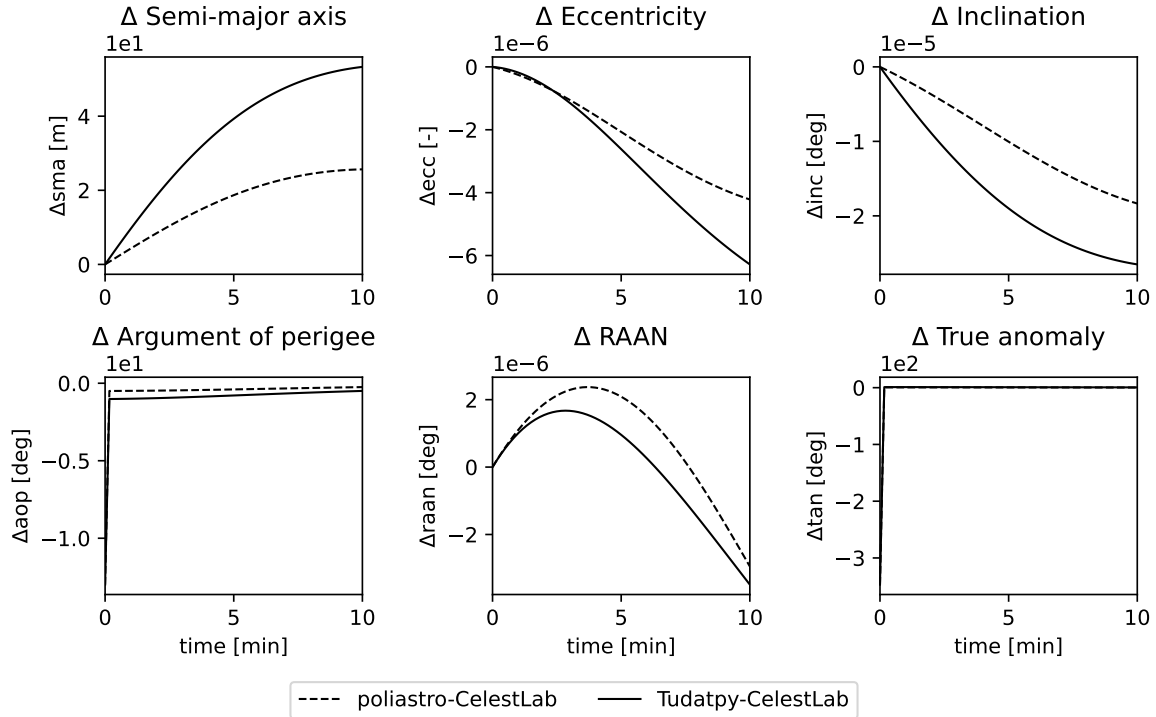 Δ Semi-major axis
1e1
Δsma [m]
4
2
0
0 5 10
Δ Eccentricity
1e−6
Δecc [-]
0
−2
−4
−6
0 5 10
Δ Inclination
1e−5
Δinc [deg]
0
−1
−2
0 5 10
Δ Argument of perigee
1e1
Δaop [deg]
0.0
−0.5
−1.0
0 5 10
time [min]
Δ RAAN
1e−6
Δraan [deg]
2
0
−2
0 5 10
time [min]
Δ True anomaly
1e2
Δtan [deg]
0
−1
−2
−3
0 5 10
time [min]
poliastro-CelestLab
Tudatpy-CelestLab